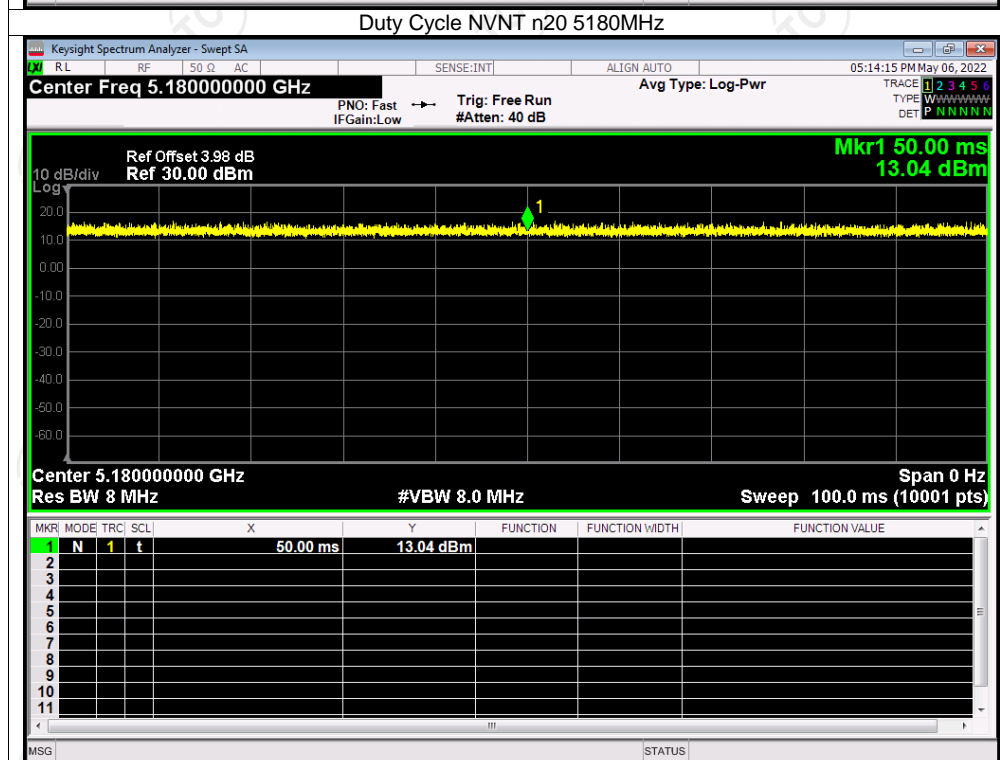 Duty Cycle NVNT n20 5180MHz
Keysight Spectrum Analyzer - Swept SA
LXI RL RF 50 Ω AC SENSE:INT ALIGN AUTO 05:14:15 PM May 06, 2022
Center Freq 5.180000000 GHz Avg Type: Log-Pwr TRACE 1 2 3 4 5 6
PNO: Fast Trig: Free Run TYPE WWWWWW
IFGain:Low #Atten: 40 dB DET P N N N N N
Mkr1 50.00 ms
Ref Offset 3.98 dB
10 dB/div Ref 30.00 dBm 13.04 dBm
Log
1
20.0
10.0
0.00
-10.0
-20.0
-30.0
-40.0
-50.0
-60.0
Center 5.180000000 GHz Span 0 Hz
Res BW 8 MHz #VBW 8.0 MHz Sweep 100.0 ms (10001 pts)
MKR MODE TRC SCL X Y FUNCTION FUNCTION WIDTH FUNCTION VALUE
1 N 1 t 50.00 ms 13.04 dBm
2
3
4
5
6
7
8
9
10
11
MSG STATUS